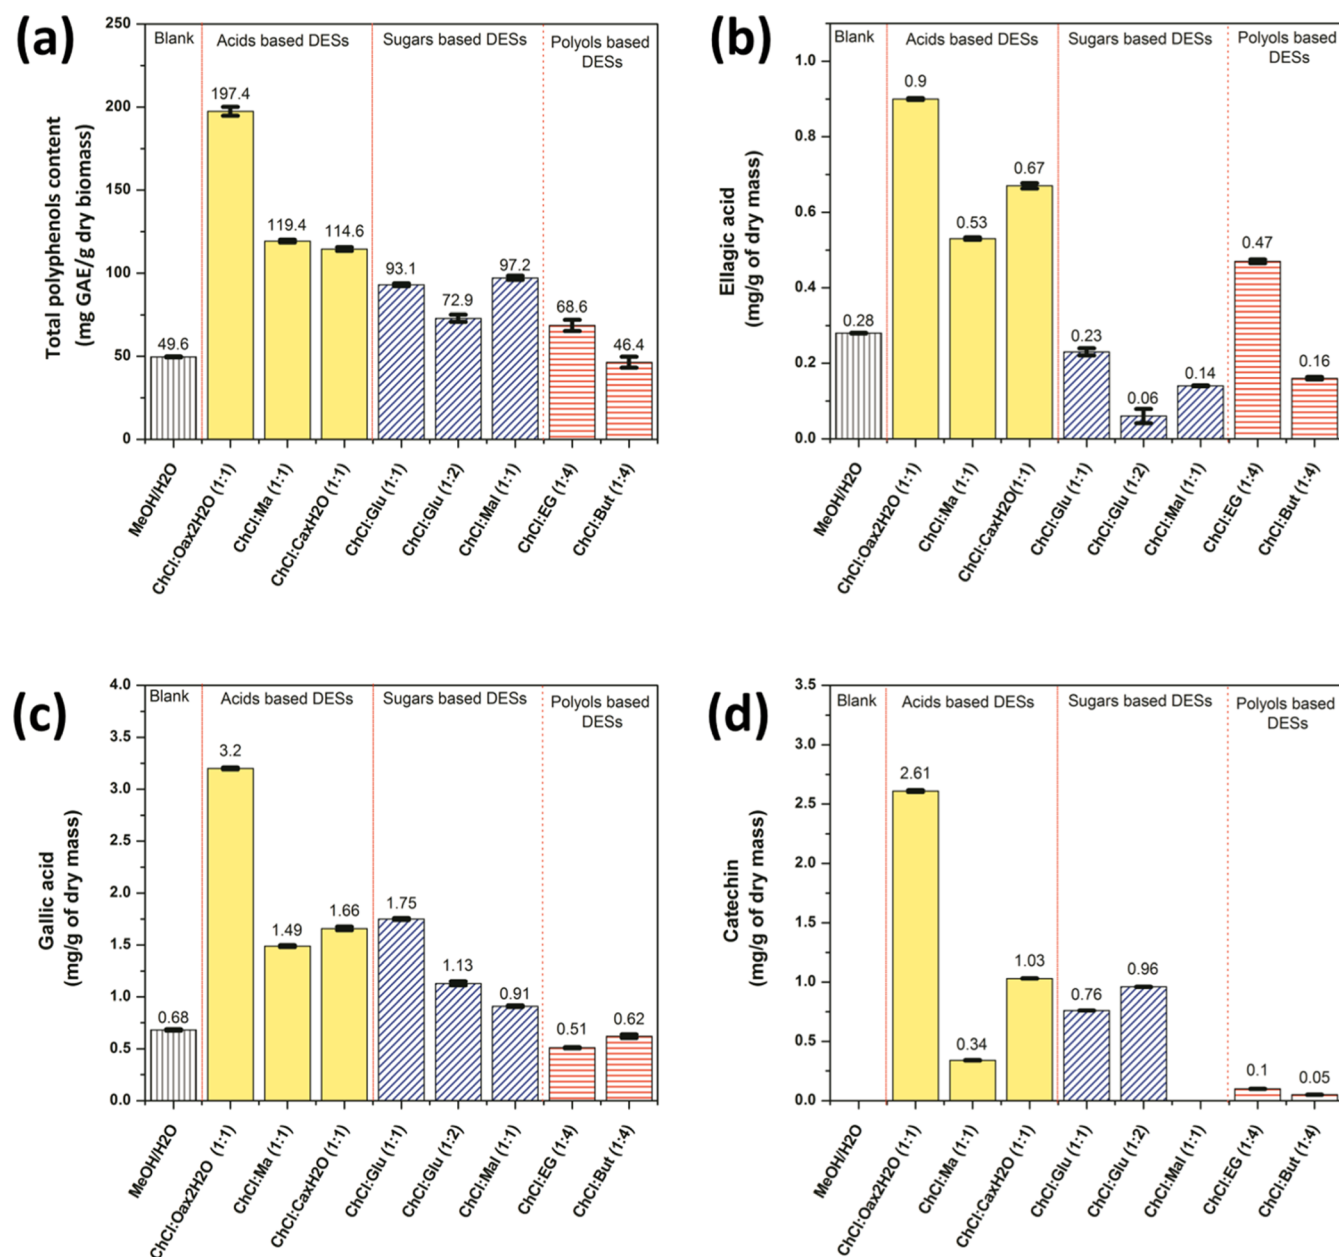 (a)
Blank
Acids based DESs
Sugars based DESs
Polyols based
DESs
Total polyphenols content
(mg GAE/g dry biomass)
250
200
150
100
50
0
49.6
197.4
119.4
114.6
93.1
72.9
97.2
68.6
46.4
MeOH/H2O
ChCl:Oax2H2O (1:1)
ChCl:Ma (1:1)
ChCl:CaxH2O (1:1)
ChCl:Glu (1:1)
ChCl:Glu (1:2)
ChCl:Mal (1:1)
ChCl:EG (1:4)
ChCl:But (1:4)
(b)
Blank
Acids based DESs
Sugars based DESs
Polyols based
DESs
Ellagic acid
(mg/g of dry mass)
1.0
0.8
0.6
0.4
0.2
0.0
0.28
0.9
0.53
0.67
0.23
0.06
0.14
0.47
0.16
MeOH/H2O
ChCl:Oax2H2O (1:1)
ChCl:Ma (1:1)
ChCl:CaxH2O(1:1)
ChCl:Glu (1:1)
ChCl:Glu (1:2)
ChCl:Mal (1:1)
ChCl:EG (1:4)
ChCl:But (1:4)
(c)
Blank
Acids based DESs
Sugars based DESs
Polyols based
DESs
Gallic acid
(mg/g of dry mass)
4.0
3.5
3.0
2.5
2.0
1.5
1.0
0.5
0.0
0.68
3.2
1.49
1.66
1.75
1.13
0.91
0.51
0.62
MeOH/H2O
ChCl:Oax2H2O (1:1)
ChCl:Ma (1:1)
ChCl:CaxH2O (1:1)
ChCl:Glu (1:1)
ChCl:Glu (1:2)
ChCl:Mal (1:1)
ChCl:EG (1:4)
ChCl:But (1:4)
(d)
Blank
Acids based DESs
Sugars based DESs
Polyols based
DESs
Catechin
(mg/g of dry mass)
3.5
3.0
2.5
2.0
1.5
1.0
0.5
0.0
2.61
0.34
1.03
0.76
0.96
0.1
0.05
MeOH/H2O
ChCl:Oax2H2O (1:1)
ChCl:Ma (1:1)
ChCl:CaxH2O (1:1)
ChCl:Glu (1:1)
ChCl:Glu (1:2)
ChCl:Mal (1:1)
ChCl:EG (1:4)
ChCl:But (1:4)